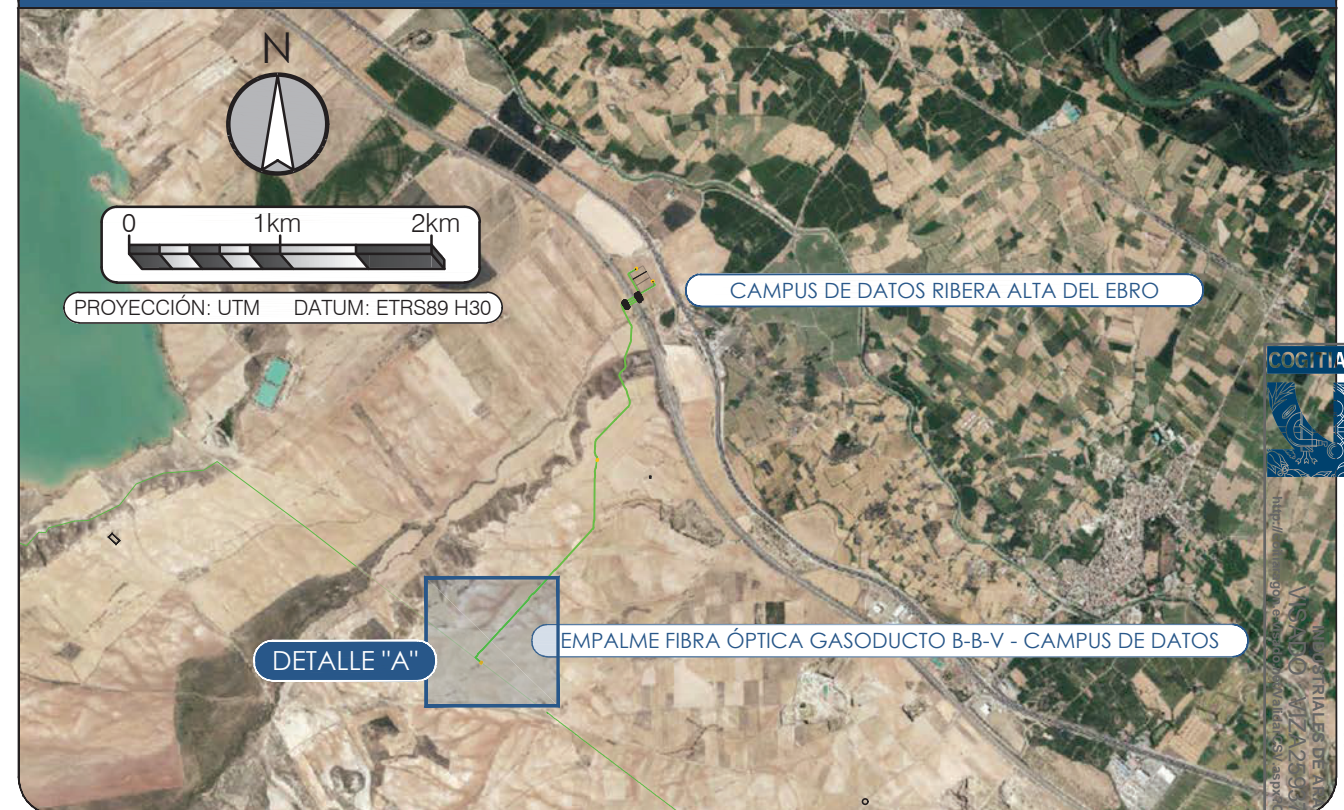 N
0 1km 2km
PROYECCIÓN: UTM DATUM: ETRS89 H30
CAMPUS DE DATOS RIBERA ALTA DEL EBRO
COGITIA
EMPALME FIBRA ÓPTICA GASODUCTO B-B-V - CAMPUS DE DATOS
DETALLE "A"